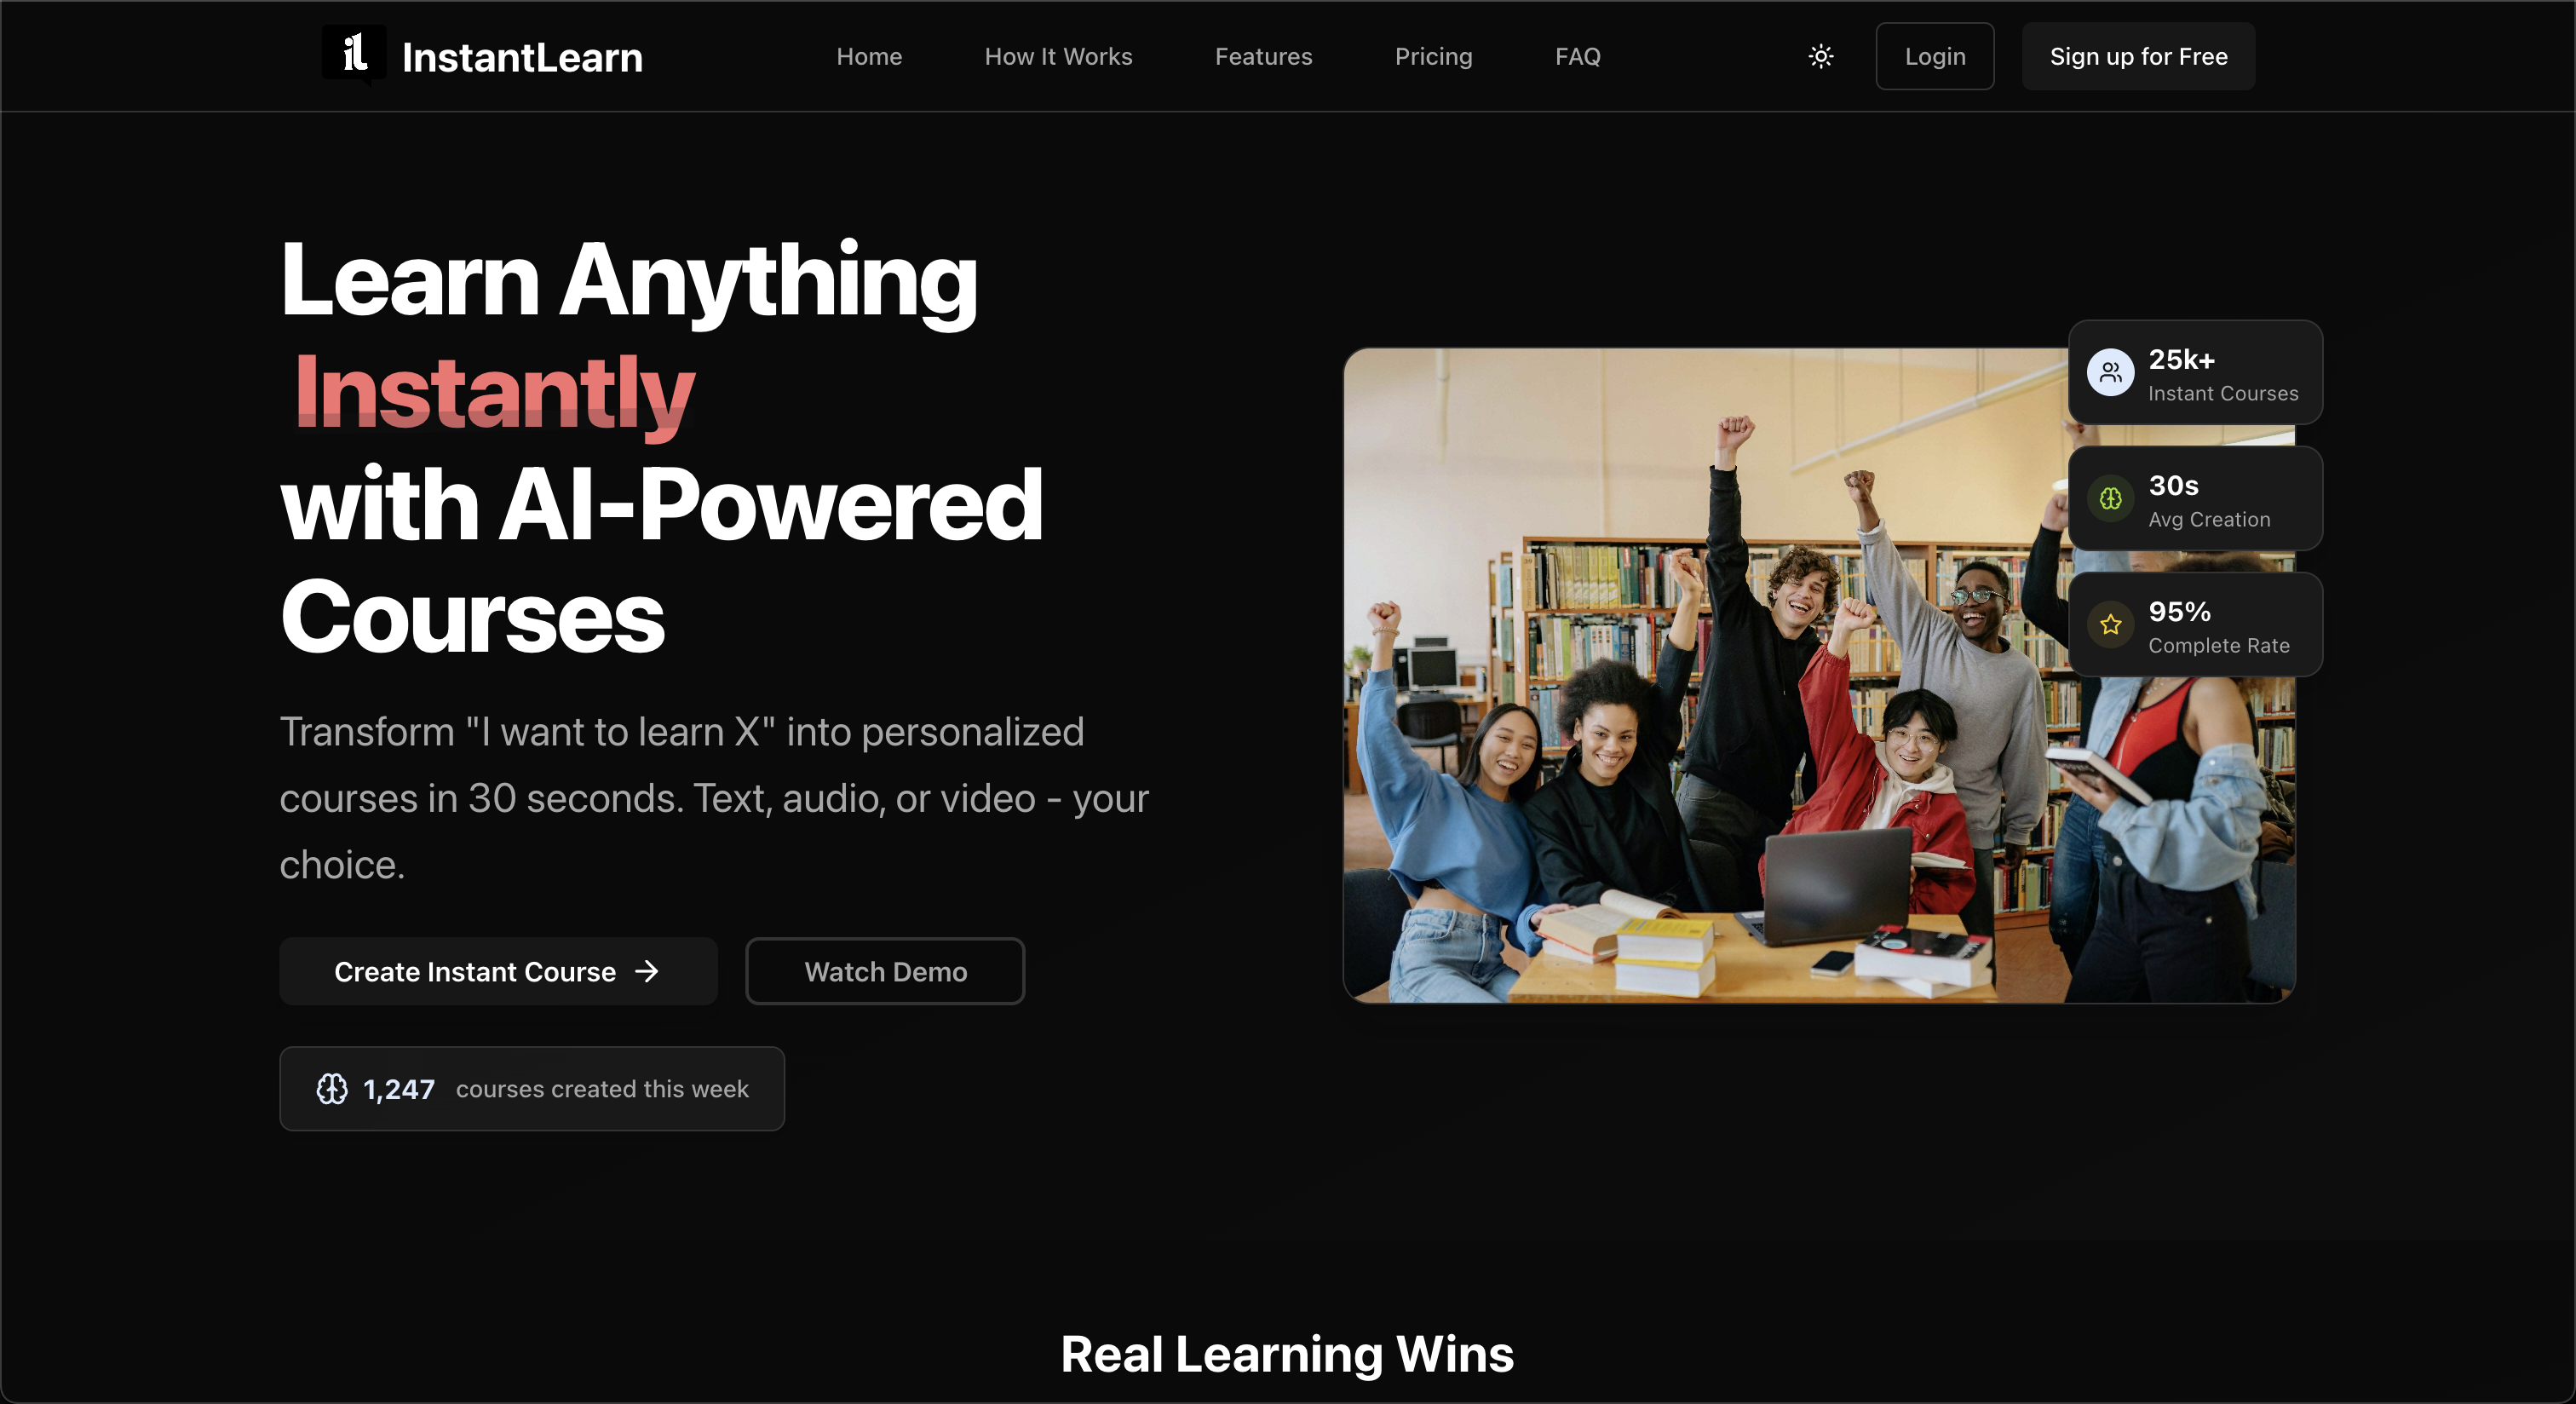 il InstantLearn
Home How It Works Features Pricing FAQ Login Sign up for Free
Learn Anything
Instantly
with AI-Powered
Courses
Transform "I want to learn X" into personalized
courses in 30 seconds. Text, audio, or video - your
choice.
Create Instant Course →
Watch Demo
1,247 courses created this week
25k+
Instant Courses
30s
Avg Creation
95%
Complete Rate
Real Learning Wins